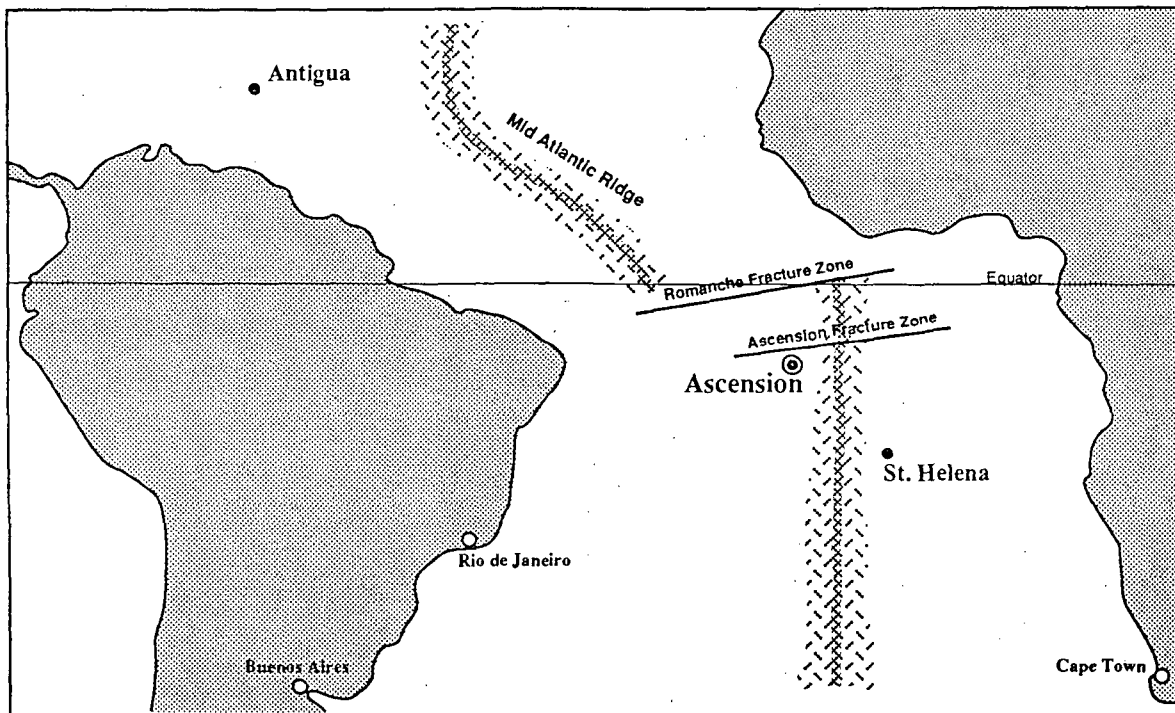 Antigua
Mid Atlantic Ridge
Romanche Fracture Zone
Equator
Ascension Fracture Zone
Ascension
St. Helena
Rio de Janeiro
Buenos Aires
Cape Town